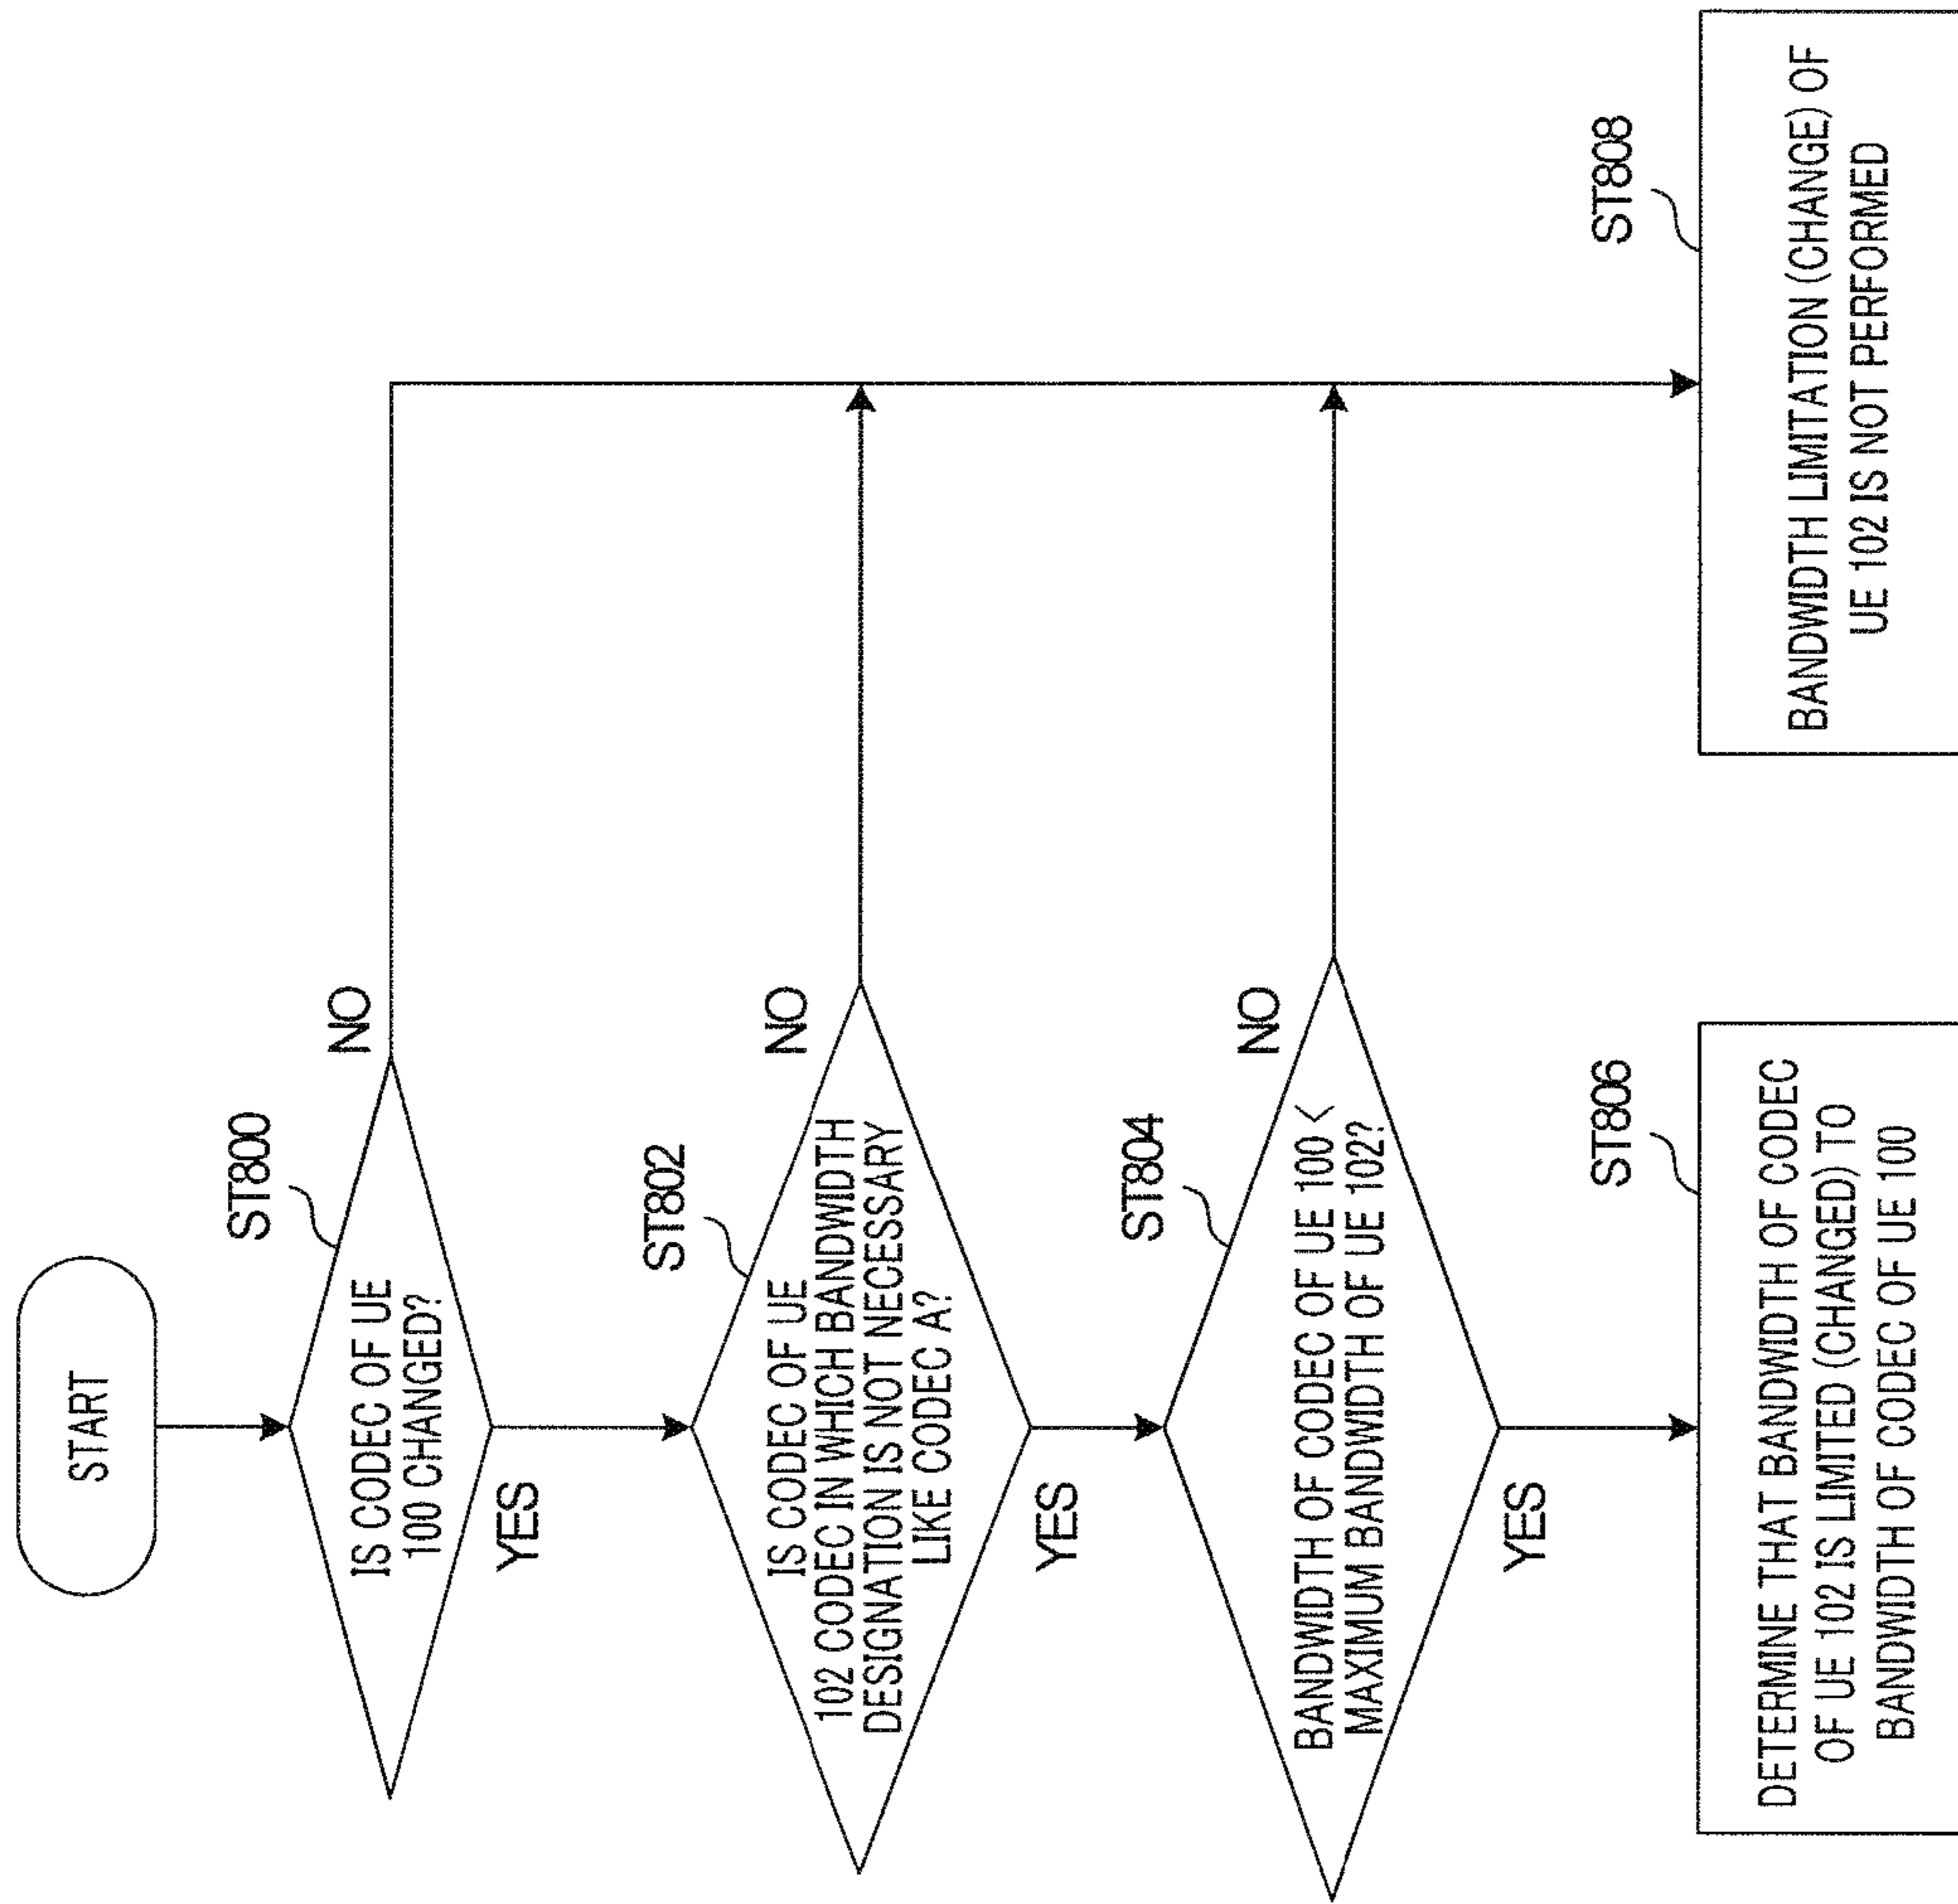 START
ST800
IS CODEC OF UE
100 CHANGED?
NO
YES
ST802
IS CODEC OF UE
102 CODEC IN WHICH BANDWIDTH
DESIGNATION IS NOT NECESSARY
LIKE CODEC A?
NO
YES
ST804
BANDWIDTH OF CODEC OF UE 100 <
MAXIMUM BANDWIDTH OF UE 102?
NO
YES
ST806
DETERMINE THAT BANDWIDTH OF CODEC
OF UE 102 IS LIMITED (CHANGED) TO
BANDWIDTH OF CODEC OF UE 100
ST808
BANDWIDTH LIMITATION (CHANGE) OF
UE 102 IS NOT PERFORMED